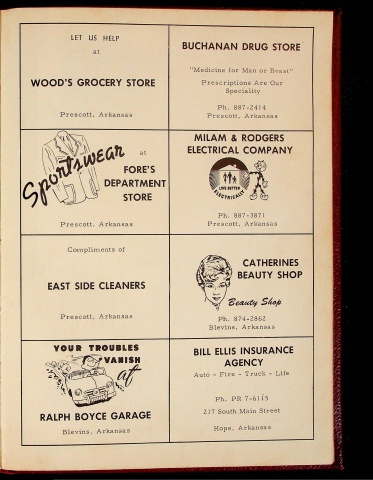 LET US HELP
at
WOOD'S GROCERY STORE
Prescott, Arkansas
BUCHANAN DRUG STORE
"Medicine for Man or Beast"
Prescriptions Are Our
Speciality
Ph. 887-2414
Prescott, Arkansas
Sportswear at
FORE'S
DEPARTMENT
STORE
Prescott, Arkansas
MILAM & RODGERS
ELECTRICAL COMPANY
LIVE BETTER
ELECTRICALLY
Ph. 887-3871
Prescott, Arkansas
Compliments of
EAST SIDE CLEANERS
Prescott, Arkansas
CATHERINES
BEAUTY SHOP
Beauty Shop
Ph. 874-2862
Blevins, Arkansas
YOUR TROUBLES
VANISH
at
RALPH BOYCE GARAGE
Blevins, Arkansas
BILL ELLIS INSURANCE
AGENCY
Auto - Fire - Truck - Life
Ph. PR 7-6115
217 South Main Street
Hope, Arkansas